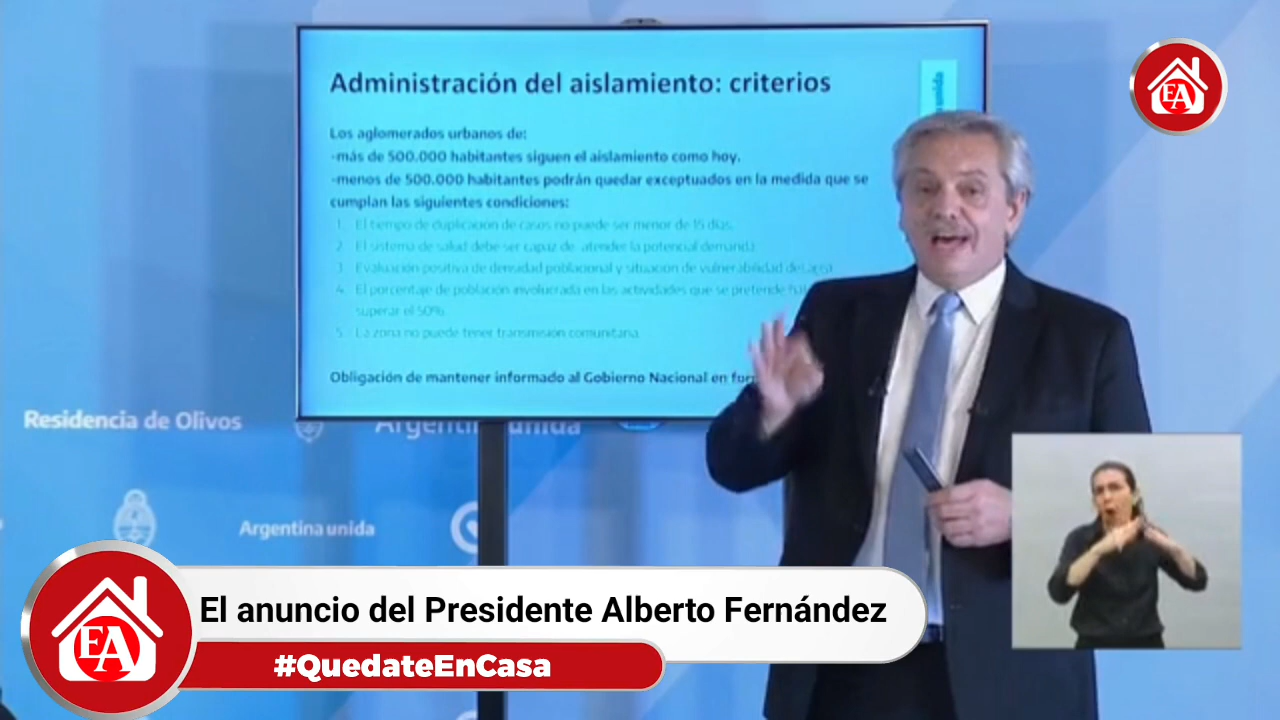 Administración del aislamiento: criterios
unida
Los aglomerados urbanos de:
-más de 500.000 habitantes siguen el aislamiento como hoy.
-menos de 500.000 habitantes podrán quedar exceptuados en la medida que se
cumplan las siguientes condiciones:
1. El tiempo de duplicación de casos no puede ser menor de 15 días.
2. El sistema de salud debe ser capaz de atender la potencial demanda
3. Evaluación positiva de densidad poblacional y situación de vulnerabilidad del área
4. El porcentaje de población involucrada en las actividades que se pretende
superar el 50%.
5. La zona no puede tener transmisión comunitaria.
Obligación de mantener informado al Gobierno Nacional en
Residencia de Olivos
Argentina unida
Argentina unida
EA
El anuncio del Presidente Alberto Fernández
#QuedateEnCasa
EA